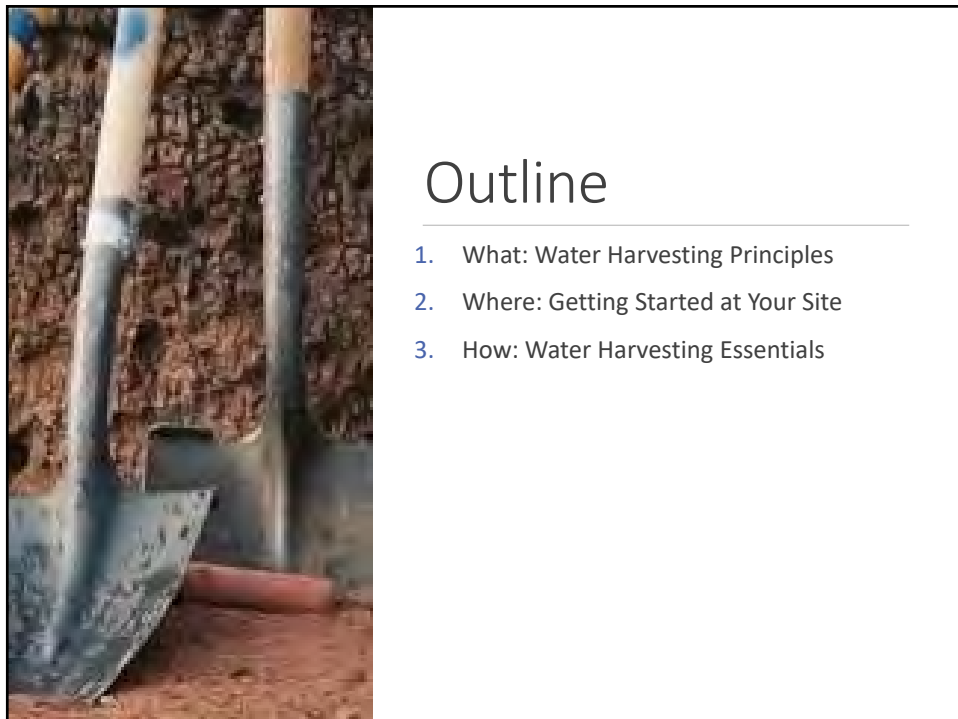 Outline
1. What: Water Harvesting Principles
2. Where: Getting Started at Your Site
3. How: Water Harvesting Essentials